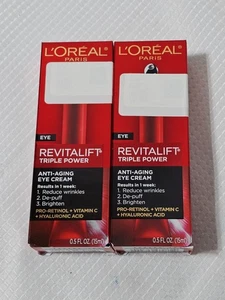 L'ORÉAL
PARIS
EYE
REVITALIFT
TRIPLE POWER
ANTI-AGING
EYE CREAM
Results in 1 week:
1. Reduce wrinkles
2. De-puff
3. Brighten
PRO-RETINOL + VITAMIN C
+ HYALURONIC ACID
0.5 FL. OZ. (15ml)
L'ORÉAL
PARIS
EYE
REVITALIFT
TRIPLE POWER
ANTI-AGING
EYE CREAM
Results in 1 week:
1. Reduce wrinkles
2. De-puff
3. Brighten
PRO-RETINOL + VITAMIN C
+ HYALURONIC ACID
0.5 FL. OZ. (15ml)